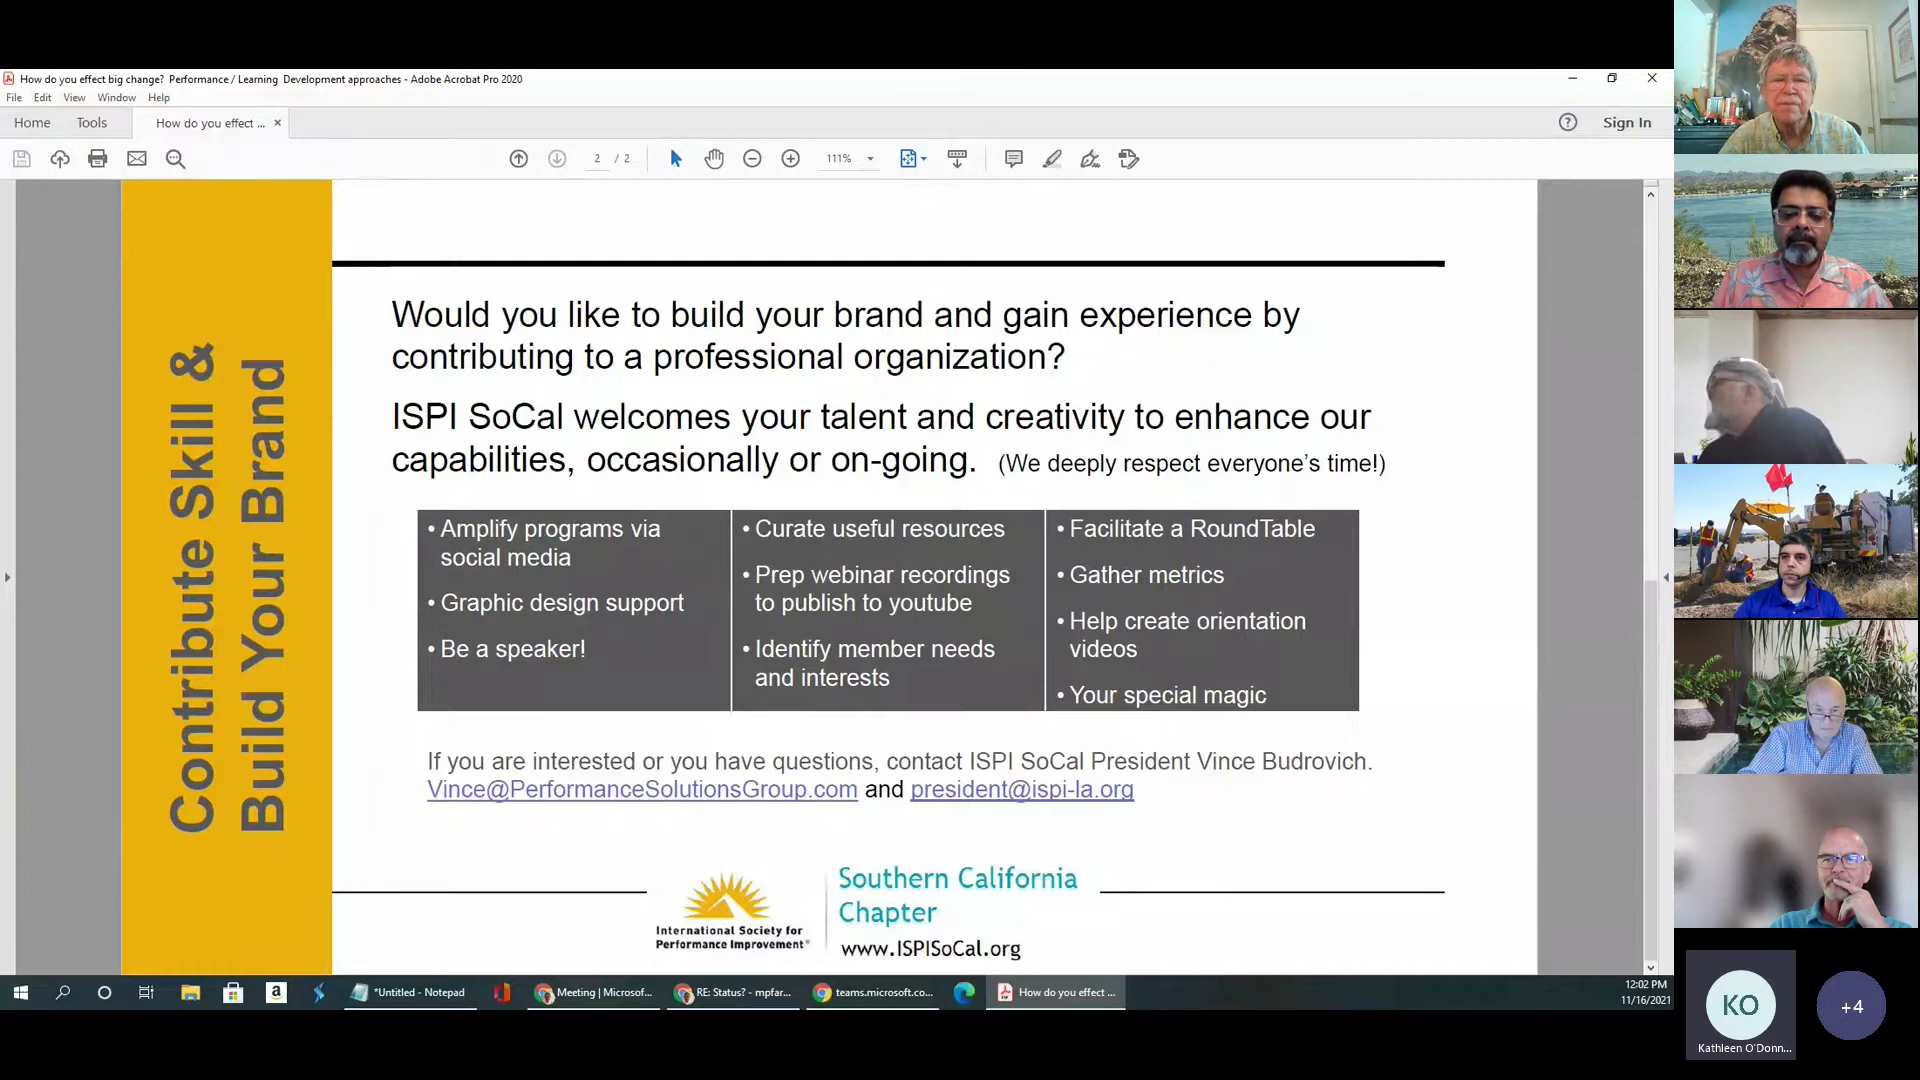 How do you effect big change?  Performance / Learning  Development approaches - Adobe Acrobat Pro 2020
File Edit View Window Help
Home Tools How do you effect ... × Sign In
2 / 2 111%
Contribute Skill &
Build Your Brand
Would you like to build your brand and gain experience by
contributing to a professional organization?
ISPI SoCal welcomes your talent and creativity to enhance our
capabilities, occasionally or on-going. (We deeply respect everyone's time!)
• Amplify programs via
social media
• Graphic design support
• Be a speaker!
• Curate useful resources
• Prep webinar recordings
to publish to youtube
• Identify member needs
and interests
• Facilitate a RoundTable
• Gather metrics
• Help create orientation
videos
• Your special magic
If you are interested or you have questions, contact ISPI SoCal President Vince Budrovich.
Vince@PerformanceSolutionsGroup.com and president@ispi-la.org
International Society for
Performance Improvement®
Southern California
Chapter
www.ISPISoCal.org
*Untitled - Notepad
Meeting | Microsof...
RE: Status? - mpfar...
teams.microsoft.co...
How do you effect ...
12:02 PM
11/16/2021
KO
Kathleen O'Donn...
+4